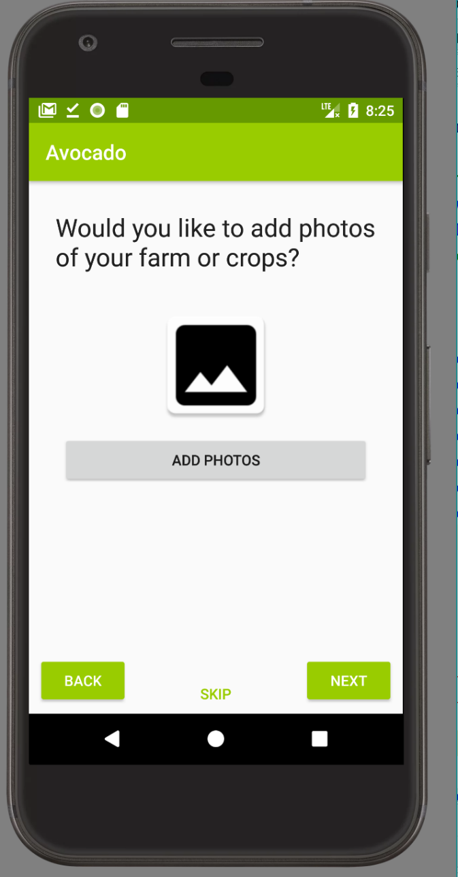 LTE 8:25
Avocado
Would you like to add photos
of your farm or crops?
ADD PHOTOS
BACK
SKIP
NEXT